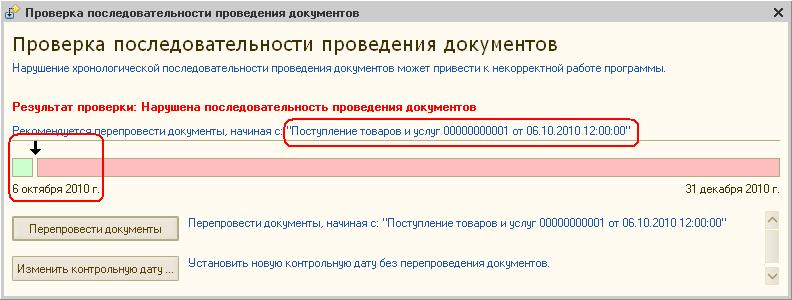 Проверка последовательности проведения документов
Проверка последовательности проведения документов
Нарушение хронологической последовательности проведения документов может привести к некорректной работе программы.
Результат проверки: Нарушена последовательность проведения документов
Рекомендуется перепровести документы, начиная с: "Поступление товаров и услуг 00000000001 от 06.10.2010 12:00:00"
6 октября 2010 г. 31 декабря 2010 г.
Перепровести документы Перепровести документы, начиная с: "Поступление товаров и услуг 00000000001 от 06.10.2010 12:00:00"
Изменить контрольную дату ... Установить новую контрольную дату без перепроведения документов.